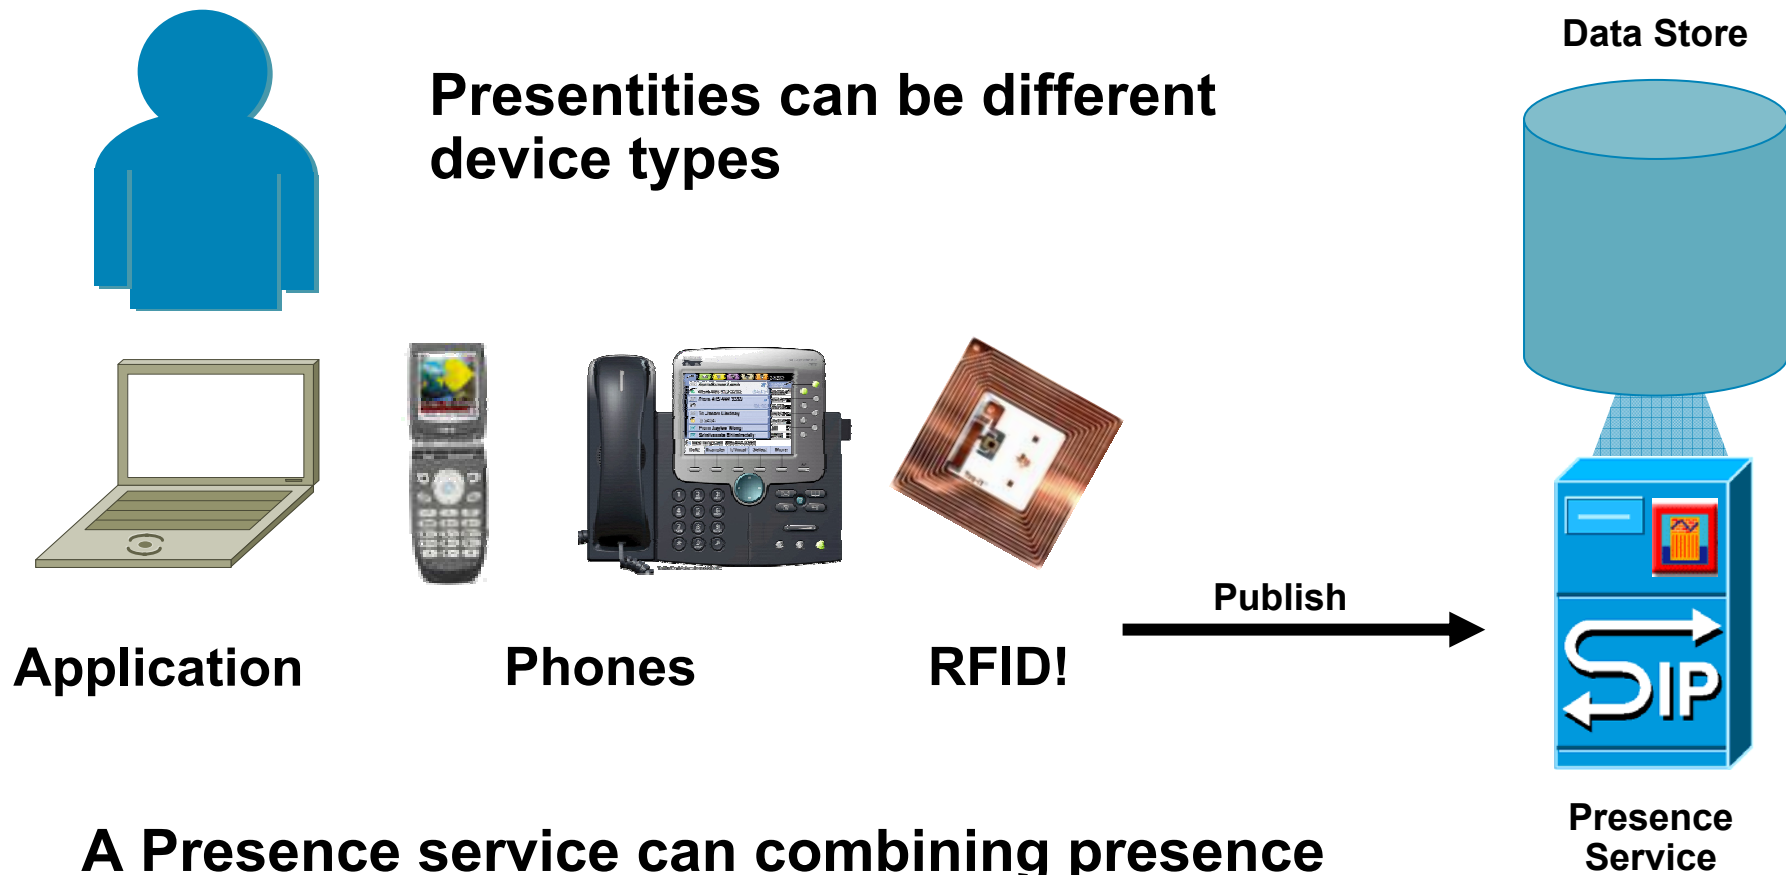 Data Store
Presentities can be different
device types
Publish
Application
Phones
RFID!
SIP
Presence
Service
A Presence service can combining presence